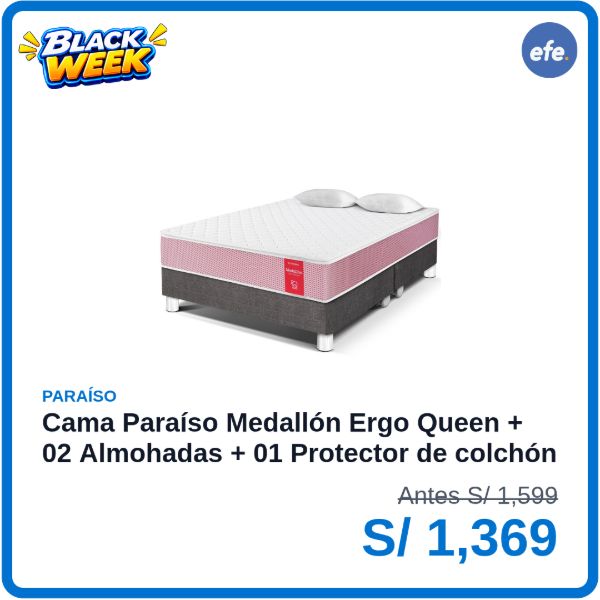 BLACK
WEEK
efe.
Medallón
PARAÍSO
Cama Paraíso Medallón Ergo Queen +
02 Almohadas + 01 Protector de colchón
Antes S/ 1,599
S/ 1,369